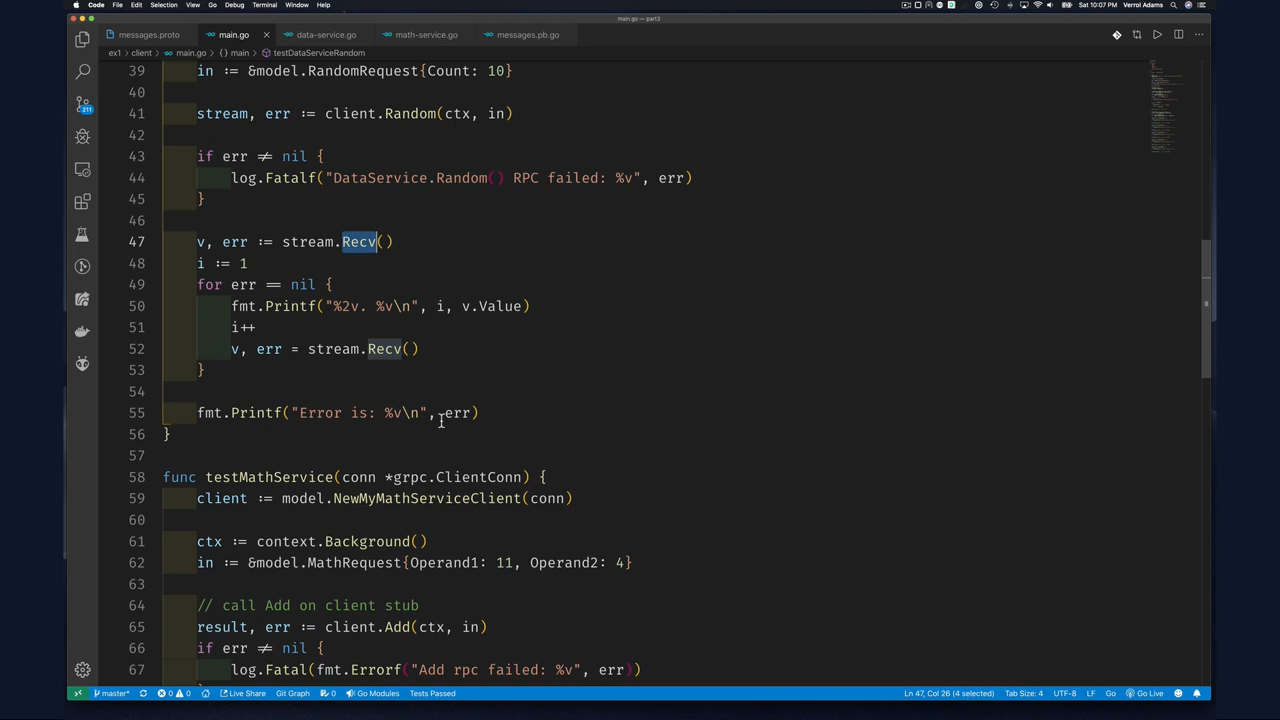 Code File Edit Selection View Go Debug Terminal Window Help
Sat 10:07 PM Verrol Adams
main.go — part3
messages.proto main.go data-service.go math-service.go messages.pb.go
ex1 › client › main.go › {} main › testDataServiceRandom
39 in := &model.RandomRequest{Count: 10}
40
41 stream, err := client.Random(ctx, in)
42
43 if err ≠ nil {
44 log.Fatalf("DataService.Random() RPC failed: %v", err)
45 }
46
47 v, err := stream.Recv()
48 i := 1
49 for err == nil {
50 fmt.Printf("%2v. %v\n", i, v.Value)
51 i++
52 v, err = stream.Recv()
53 }
54
55 fmt.Printf("Error is: %v\n", err)
56 }
57
58 func testMathService(conn *grpc.ClientConn) {
59 client := model.NewMyMathServiceClient(conn)
60
61 ctx := context.Background()
62 in := &model.MathRequest{Operand1: 11, Operand2: 4}
63
64 // call Add on client stub
65 result, err := client.Add(ctx, in)
66 if err ≠ nil {
67 log.Fatal(fmt.Errorf("Add rpc failed: %v", err))
211
master* 0 0 Live Share Git Graph Go Modules 0 Tests Passed Ln 47, Col 26 (4 selected) Tab Size: 4 UTF-8 LF Go Go Live